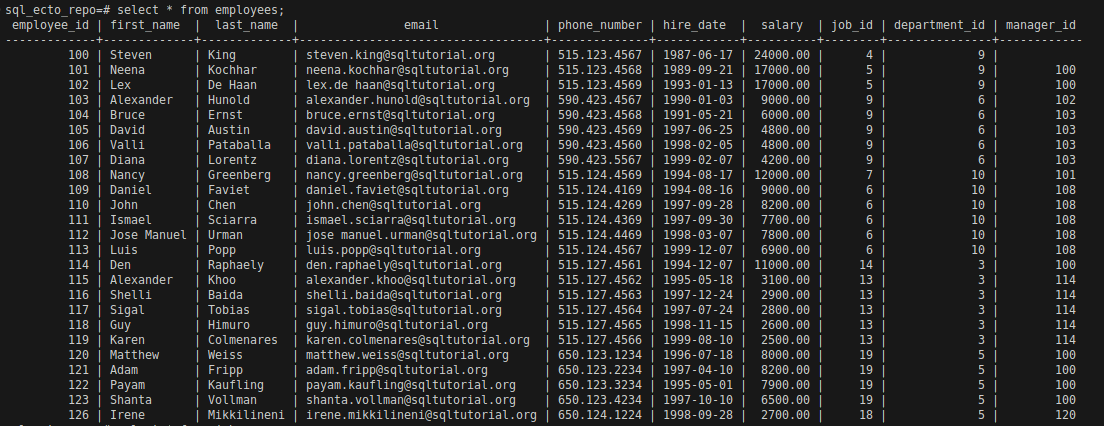 sql_ecto_repo=# select * from employees;
 employee_id | first_name  | last_name   |                email                | phone_number | hire_date  |  salary  | job_id | department_id | manager_id
-------------+-------------+-------------+-------------------------------------+--------------+------------+----------+--------+---------------+------------
         100 | Steven      | King        | steven.king@sqltutorial.org         | 515.123.4567 | 1987-06-17 | 24000.00 |      4 |             9 |
         101 | Neena       | Kochhar     | neena.kochhar@sqltutorial.org       | 515.123.4568 | 1989-09-21 | 17000.00 |      5 |             9 |        100
         102 | Lex         | De Haan     | lex.de haan@sqltutorial.org         | 515.123.4569 | 1993-01-13 | 17000.00 |      5 |             9 |        100
         103 | Alexander   | Hunold      | alexander.hunold@sqltutorial.org    | 590.423.4567 | 1990-01-03 |  9000.00 |      9 |             6 |        102
         104 | Bruce       | Ernst       | bruce.ernst@sqltutorial.org         | 590.423.4568 | 1991-05-21 |  6000.00 |      9 |             6 |        103
         105 | David       | Austin      | david.austin@sqltutorial.org        | 590.423.4569 | 1997-06-25 |  4800.00 |      9 |             6 |        103
         106 | Valli       | Pataballa   | valli.pataballa@sqltutorial.org     | 590.423.4560 | 1998-02-05 |  4800.00 |      9 |             6 |        103
         107 | Diana       | Lorentz     | diana.lorentz@sqltutorial.org       | 590.423.5567 | 1999-02-07 |  4200.00 |      9 |             6 |        103
         108 | Nancy       | Greenberg   | nancy.greenberg@sqltutorial.org     | 515.124.4569 | 1994-08-17 | 12000.00 |      7 |            10 |        101
         109 | Daniel      | Faviet      | daniel.faviet@sqltutorial.org       | 515.124.4169 | 1994-08-16 |  9000.00 |      6 |            10 |        108
         110 | John        | Chen        | john.chen@sqltutorial.org           | 515.124.4269 | 1997-09-28 |  8200.00 |      6 |            10 |        108
         111 | Ismael      | Sciarra     | ismael.sciarra@sqltutorial.org      | 515.124.4369 | 1997-09-30 |  7700.00 |      6 |            10 |        108
         112 | Jose Manuel | Urman       | jose manuel.urman@sqltutorial.org   | 515.124.4469 | 1998-03-07 |  7800.00 |      6 |            10 |        108
         113 | Luis        | Popp        | luis.popp@sqltutorial.org           | 515.124.4567 | 1999-12-07 |  6900.00 |      6 |            10 |        108
         114 | Den         | Raphaely    | den.raphaely@sqltutorial.org        | 515.127.4561 | 1994-12-07 | 11000.00 |     14 |             3 |        100
         115 | Alexander   | Khoo        | alexander.khoo@sqltutorial.org      | 515.127.4562 | 1995-05-18 |  3100.00 |     13 |             3 |        114
         116 | Shelli      | Baida       | shelli.baida@sqltutorial.org        | 515.127.4563 | 1997-12-24 |  2900.00 |     13 |             3 |        114
         117 | Sigal       | Tobias      | sigal.tobias@sqltutorial.org        | 515.127.4564 | 1997-07-24 |  2800.00 |     13 |             3 |        114
         118 | Guy         | Himuro      | guy.himuro@sqltutorial.org          | 515.127.4565 | 1998-11-15 |  2600.00 |     13 |             3 |        114
         119 | Karen       | Colmenares  | karen.colmenares@sqltutorial.org    | 515.127.4566 | 1999-08-10 |  2500.00 |     13 |             3 |        114
         120 | Matthew     | Weiss       | matthew.weiss@sqltutorial.org       | 650.123.1234 | 1996-07-18 |  8000.00 |     19 |             5 |        100
         121 | Adam        | Fripp       | adam.fripp@sqltutorial.org          | 650.123.2234 | 1997-04-10 |  8200.00 |     19 |             5 |        100
         122 | Payam       | Kaufling    | payam.kaufling@sqltutorial.org      | 650.123.3234 | 1995-05-01 |  7900.00 |     19 |             5 |        100
         123 | Shanta      | Vollman     | shanta.vollman@sqltutorial.org      | 650.123.4234 | 1997-10-10 |  6500.00 |     19 |             5 |        100
         126 | Irene       | Mikkilineni | irene.mikkilineni@sqltutorial.org   | 650.124.1224 | 1998-09-28 |  2700.00 |     18 |             5 |        120